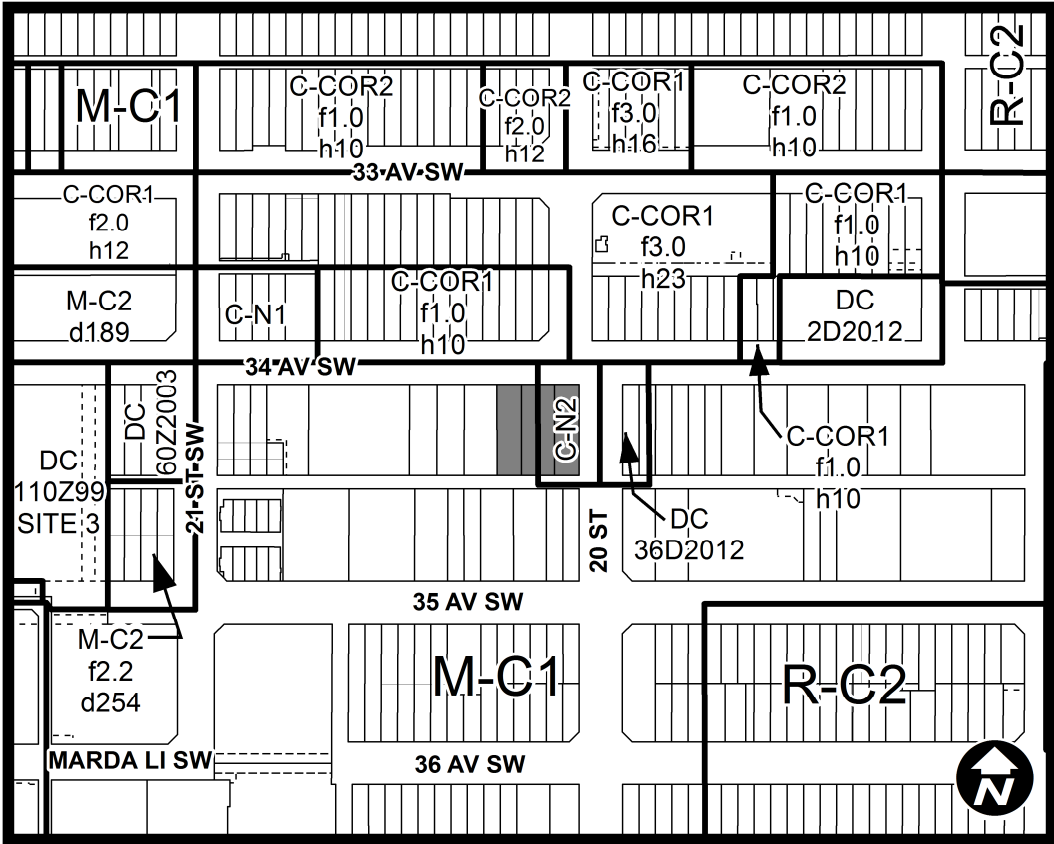 R-C2
M-C1
C-COR2
f1.0
h10
C-COR2
f2.0
h12
C-COR1
f3.0
h16
C-COR2
f1.0
h10
33 AV SW
C-COR1
f2.0
h12
C-COR1
f3.0
h23
C-COR1
f1.0
h10
M-C2
d189
C-N1
C-COR1
f1.0
h10
DC
2D2012
34 AV SW
DC
60Z2003
21 ST SW
C-N2
DC
110Z99
SITE 3
C-COR1
f1.0
h10
DC
36D2012
20 ST
35 AV SW
M-C2
f2.2
d254
M-C1
R-C2
MARDA LI SW
36 AV SW
N